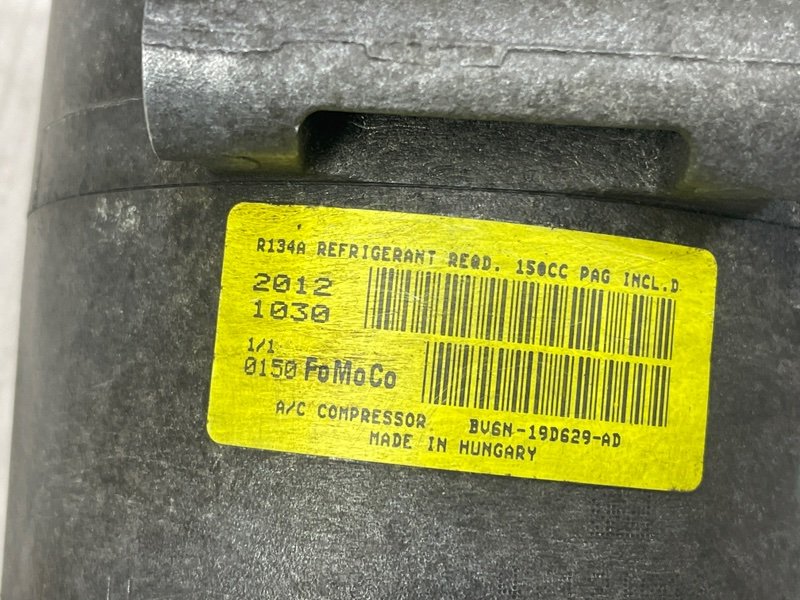 R134A REFRIGERANT REQD. 150CC PAG INCL.D
2012
1030
1/1
0150 FoMoCo
A/C COMPRESSOR BV6N-19D629-AD
MADE IN HUNGARY